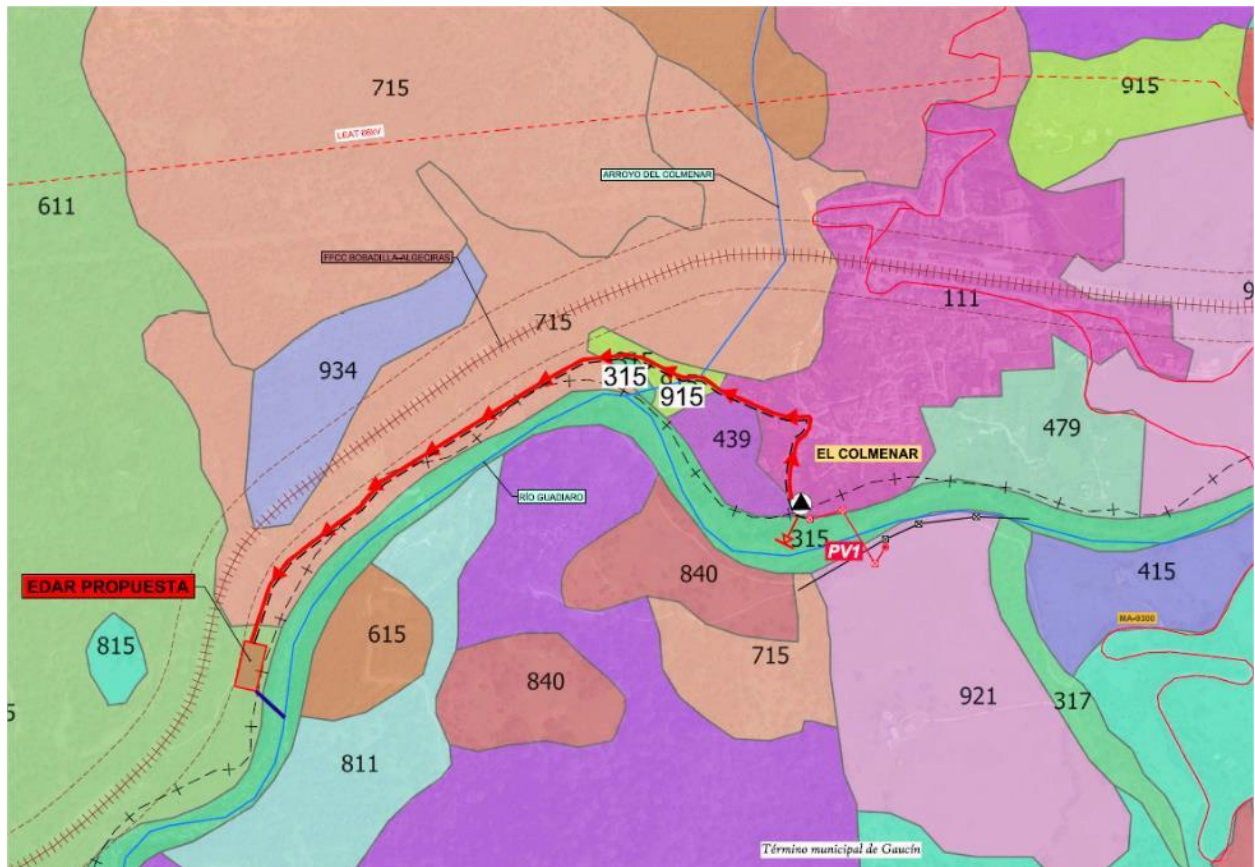 715
915
LEAT 66kV
ARROYO DEL COLMENAR
611
FFCC BOBADILLA-ALGECIRAS
111
9
715
934
315
915
439
479
EL COLMENAR
RÍO GUADIARO
315
PV1
840
415
EDAR PROPUESTA
MA-9300
615
815
715
840
921
317
5
811
Término municipal de Gaucín